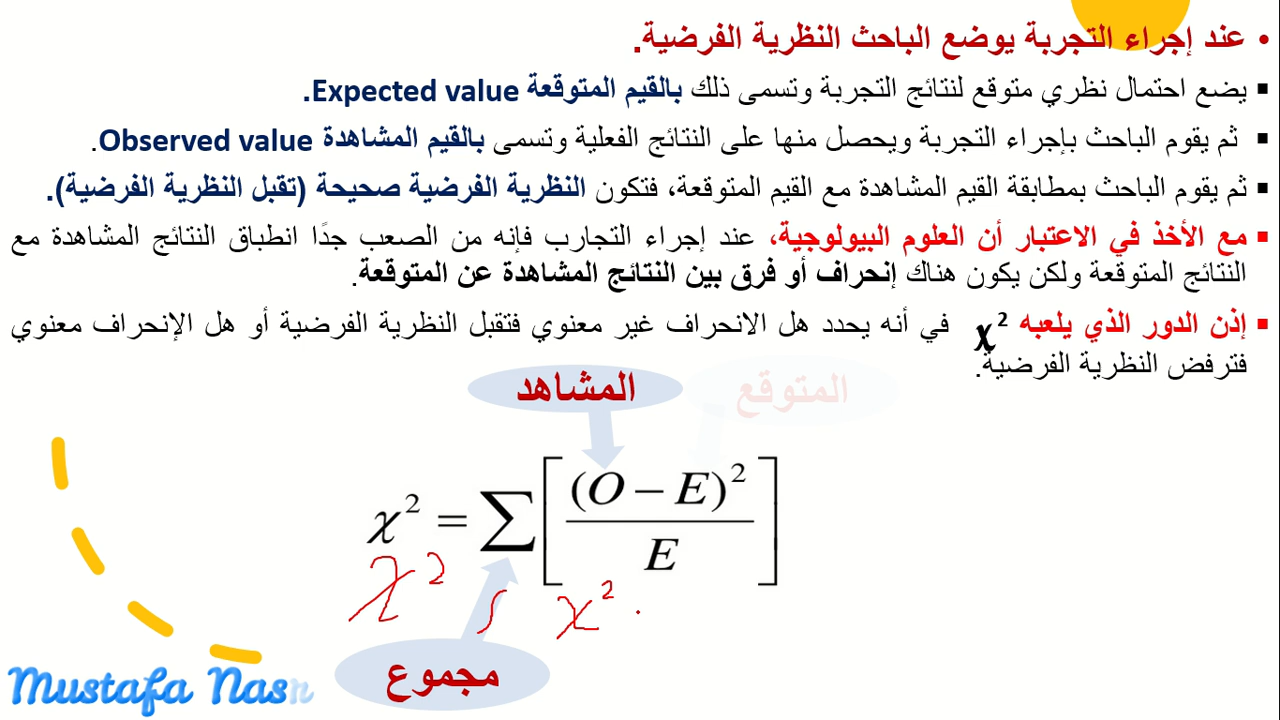 • عند إجراء التجربة يوضع الباحث النظرية الفرضية.
▪ يضع احتمال نظري متوقع لنتائج التجربة وتسمى ذلك بالقيم المتوقعة Expected value.
▪ ثم يقوم الباحث بإجراء التجربة ويحصل منها على النتائج الفعلية وتسمى بالقيم المشاهدة Observed value.
▪ ثم يقوم الباحث بمطابقة القيم المشاهدة مع القيم المتوقعة، فتكون النظرية الفرضية صحيحة (تقبل النظرية الفرضية).
▪ مع الأخذ في الاعتبار أن العلوم البيولوجية، عند إجراء التجارب فإنه من الصعب جدًا انطباق النتائج المشاهدة مع
النتائج المتوقعة ولكن يكون هناك إنحراف أو فرق بين النتائج المشاهدة عن المتوقعة.
▪ إذن الدور الذي يلعبه χ² في أنه يحدد هل الانحراف غير معنوي فتقبل النظرية الفرضية أو هل الإنحراف معنوي
فترفض النظرية الفرضية.
المشاهد المتوقع
χ² = ∑ [ (O − E)² / E ]
χ² χ²
مجموع
Mustafa Nasr